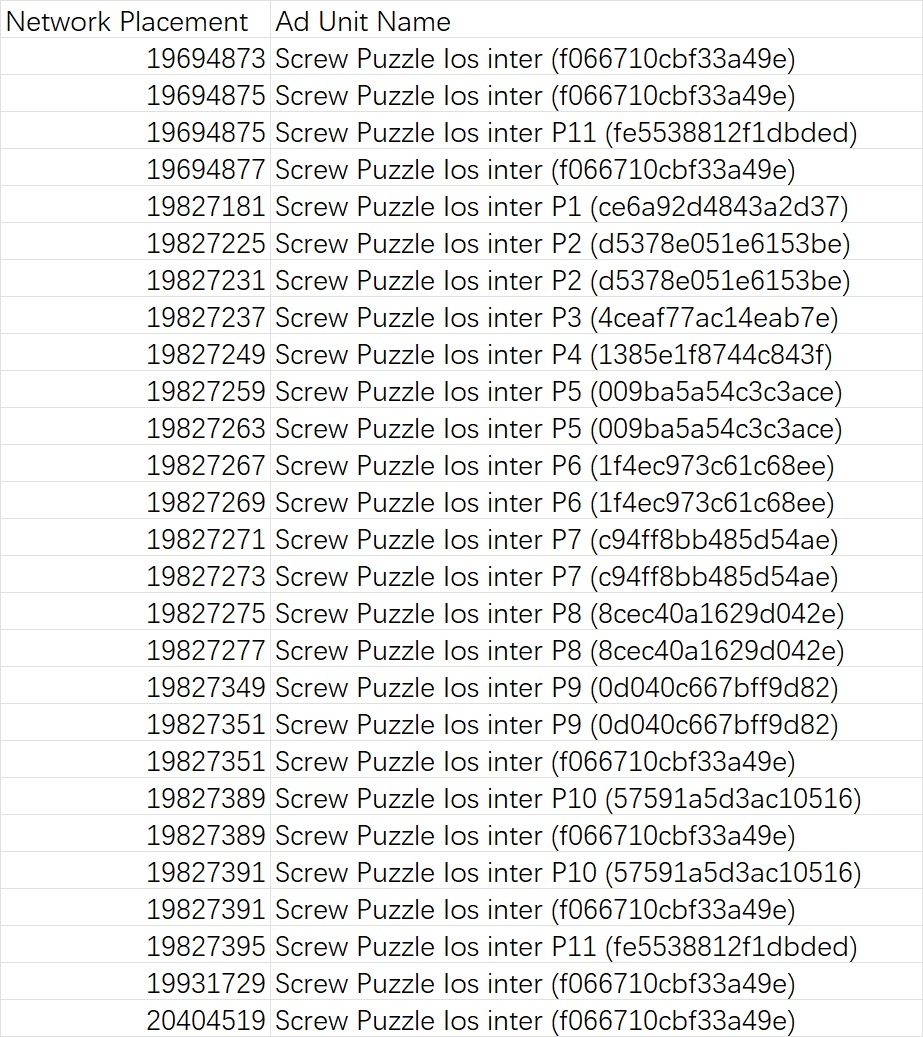 Network Placement Ad Unit Name
19694873 Screw Puzzle Ios inter (f066710cbf33a49e)
19694875 Screw Puzzle Ios inter (f066710cbf33a49e)
19694875 Screw Puzzle Ios inter P11 (fe5538812f1dbded)
19694877 Screw Puzzle Ios inter (f066710cbf33a49e)
19827181 Screw Puzzle Ios inter P1 (ce6a92d4843a2d37)
19827225 Screw Puzzle Ios inter P2 (d5378e051e6153be)
19827231 Screw Puzzle Ios inter P2 (d5378e051e6153be)
19827237 Screw Puzzle Ios inter P3 (4ceaf77ac14eab7e)
19827249 Screw Puzzle Ios inter P4 (1385e1f8744c843f)
19827259 Screw Puzzle Ios inter P5 (009ba5a54c3c3ace)
19827263 Screw Puzzle Ios inter P5 (009ba5a54c3c3ace)
19827267 Screw Puzzle Ios inter P6 (1f4ec973c61c68ee)
19827269 Screw Puzzle Ios inter P6 (1f4ec973c61c68ee)
19827271 Screw Puzzle Ios inter P7 (c94ff8bb485d54ae)
19827273 Screw Puzzle Ios inter P7 (c94ff8bb485d54ae)
19827275 Screw Puzzle Ios inter P8 (8cec40a1629d042e)
19827277 Screw Puzzle Ios inter P8 (8cec40a1629d042e)
19827349 Screw Puzzle Ios inter P9 (0d040c667bff9d82)
19827351 Screw Puzzle Ios inter P9 (0d040c667bff9d82)
19827351 Screw Puzzle Ios inter (f066710cbf33a49e)
19827389 Screw Puzzle Ios inter P10 (57591a5d3ac10516)
19827389 Screw Puzzle Ios inter (f066710cbf33a49e)
19827391 Screw Puzzle Ios inter P10 (57591a5d3ac10516)
19827391 Screw Puzzle Ios inter (f066710cbf33a49e)
19827395 Screw Puzzle Ios inter P11 (fe5538812f1dbded)
19931729 Screw Puzzle Ios inter (f066710cbf33a49e)
20404519 Screw Puzzle Ios inter (f066710cbf33a49e)